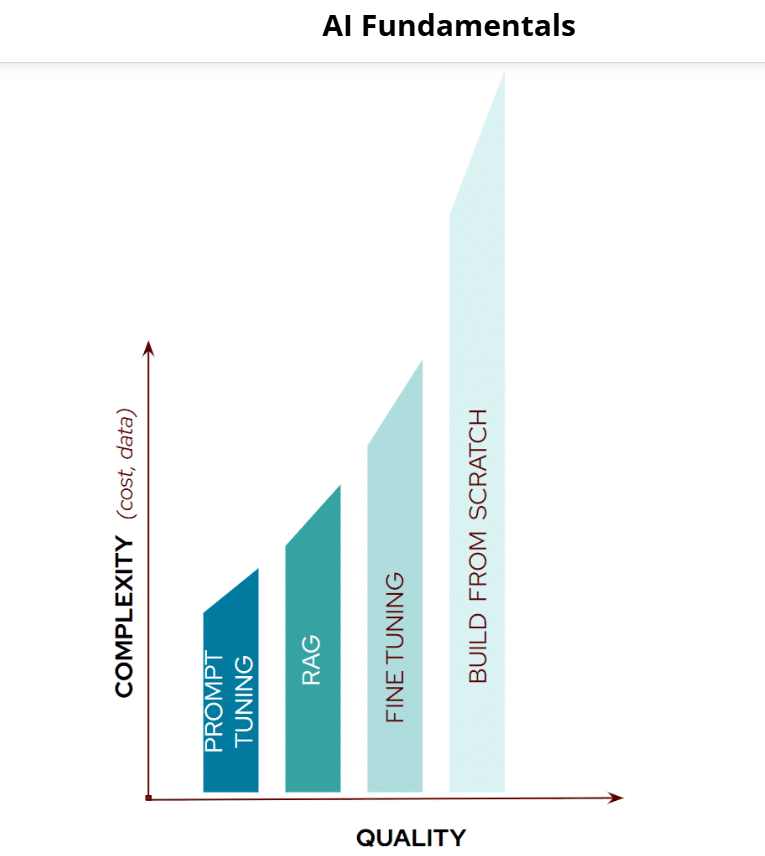 AI Fundamentals
COMPLEXITY (cost, data)
PROMPT
TUNING
RAG
FINE TUNING
BUILD FROM SCRATCH
QUALITY